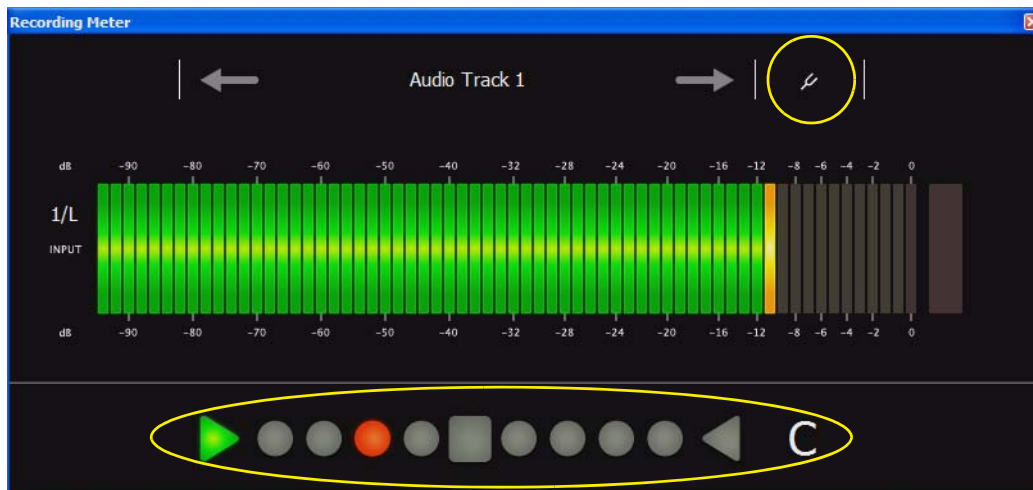 Recording Meter
Audio Track 1
dB -90 -80 -70 -60 -50 -40 -32 -28 -24 -20 -16 -12 -8 -6 -4 -2 0
1/L
INPUT
dB -90 -80 -70 -60 -50 -40 -32 -28 -24 -20 -16 -12 -8 -6 -4 -2 0
C